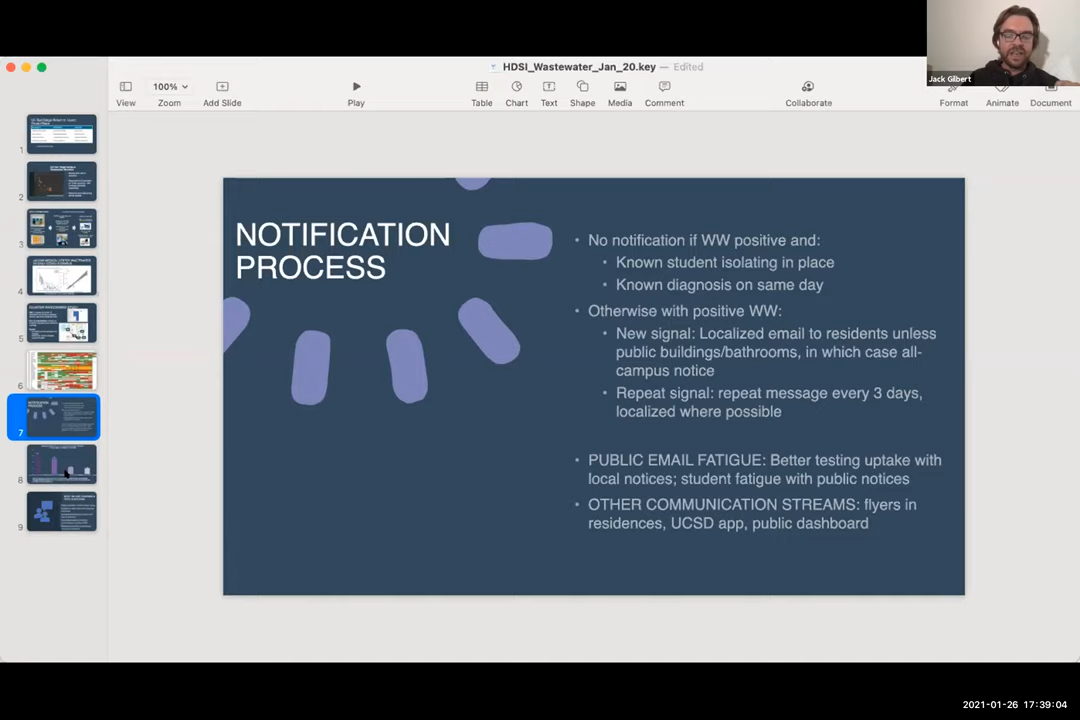 HDSI_Wastewater_Jan_20.key — Edited
Jack Gilbert
100%
View
Zoom
Add Slide
Play
Table
Chart
Text
Shape
Media
Comment
Collaborate
Format
Animate
Document
1
2
3
4
5
6
7
8
9
NOTIFICATION
PROCESS
• No notification if WW positive and:
• Known student isolating in place
• Known diagnosis on same day
• Otherwise with positive WW:
• New signal: Localized email to residents unless
public buildings/bathrooms, in which case all-
campus notice
• Repeat signal: repeat message every 3 days,
localized where possible
• PUBLIC EMAIL FATIGUE: Better testing uptake with
local notices; student fatigue with public notices
• OTHER COMMUNICATION STREAMS: flyers in
residences, UCSD app, public dashboard
2021-01-26 17:39:04